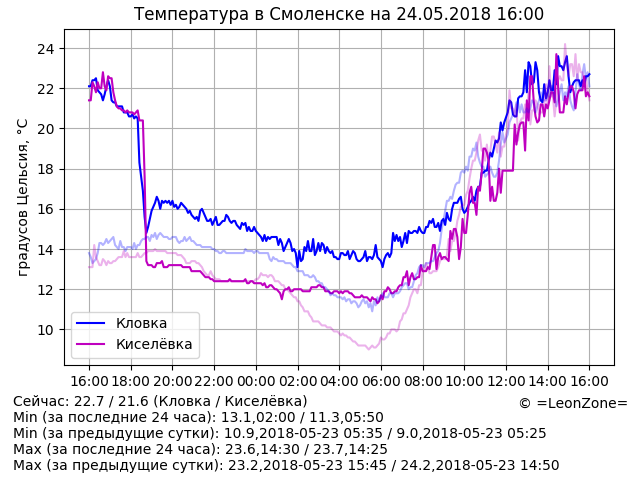 Температура в Смоленске на 24.05.2018 16:00
градусов Цельсия, °C
24
22
20
18
16
14
12
10
Кловка
Киселёвка
16:00 18:00 20:00 22:00 00:00 02:00 04:00 06:00 08:00 10:00 12:00 14:00 16:00
Сейчас: 22.7 / 21.6 (Кловка / Киселёвка)
© =LeonZone=
Min (за последние 24 часа): 13.1,02:00 / 11.3,05:50
Min (за предыдущие сутки): 10.9,2018-05-23 05:35 / 9.0,2018-05-23 05:25
Max (за последние 24 часа): 23.6,14:30 / 23.7,14:25
Max (за предыдущие сутки): 23.2,2018-05-23 15:45 / 24.2,2018-05-23 14:50